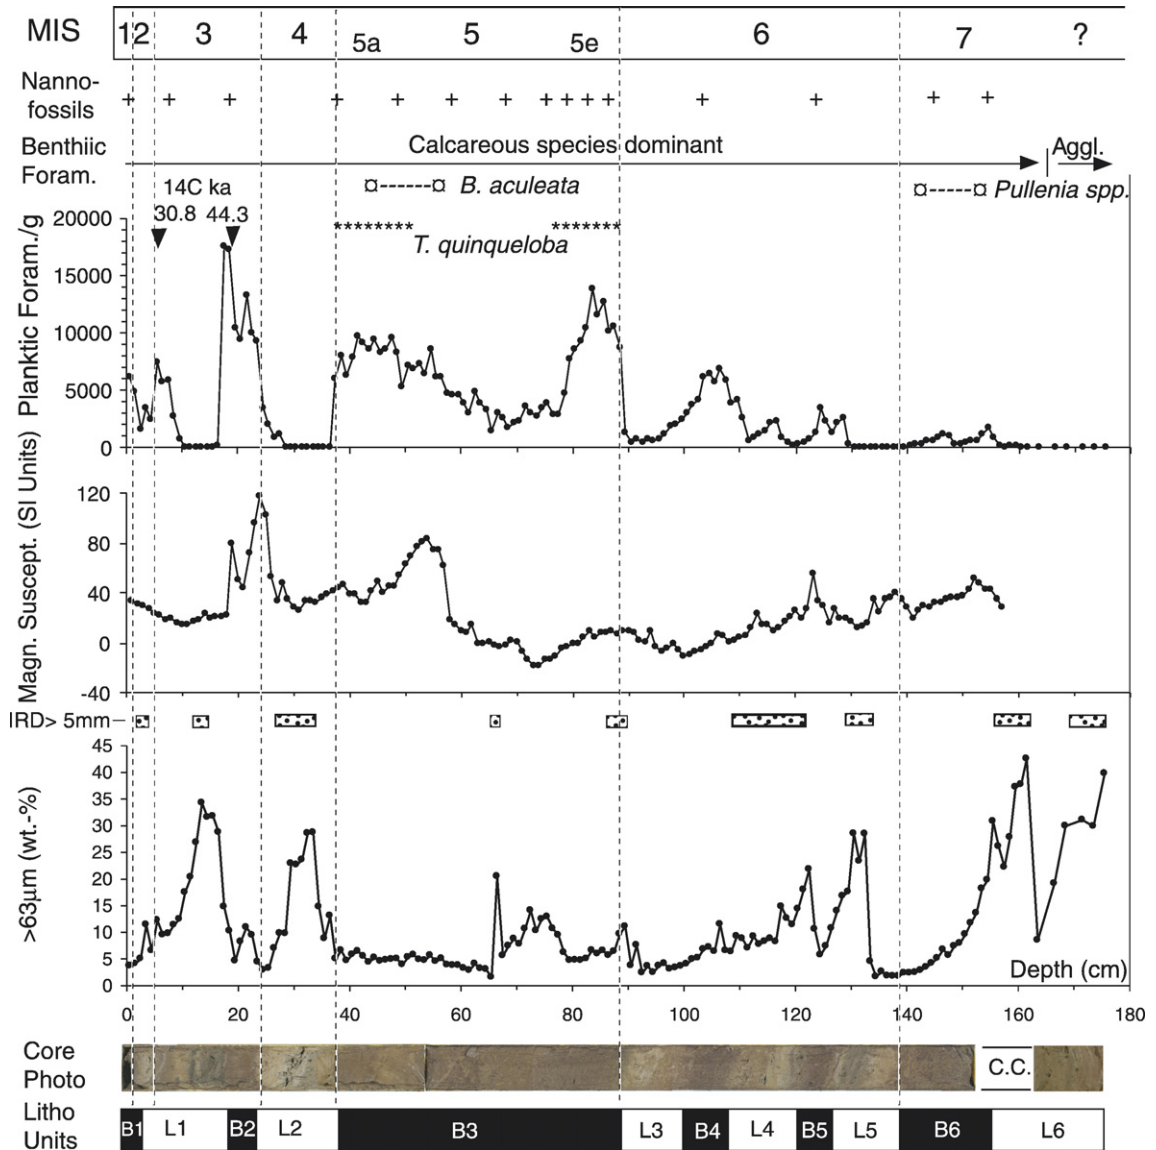 MIS 1 2 3 4 5a 5 5e 6 7 ?
Nanno-
fossils + + + + + + + + + + + + + + +
Benthiic
Foram.
Calcareous species dominant
Aggl.
¤------¤ B. aculeata
¤-----¤ Pullenia spp.
14C ka
30.8 44.3
******** *******
T. quinqueloba
Planktic Foram./g
20000
15000
10000
5000
0
Magn. Suscept. (SI Units)
120
80
40
0
-40
IRD> 5mm
>63µm (wt.-%)
45
40
35
30
25
20
15
10
5
0
Depth (cm)
0 20 40 60 80 100 120 140 160 180
Core
Photo
C.C.
Litho
Units
B1 L1 B2 L2 B3 L3 B4 L4 B5 L5 B6 L6